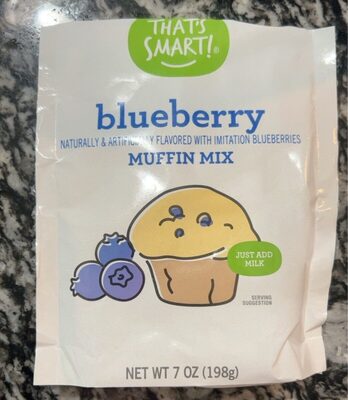 THAT'S
SMART!®
blueberry
NATURALLY & ARTIFICIALLY FLAVORED WITH IMITATION BLUEBERRIES
MUFFIN MIX
JUST ADD
MILK
SERVING
SUGGESTION
NET WT 7 OZ (198g)